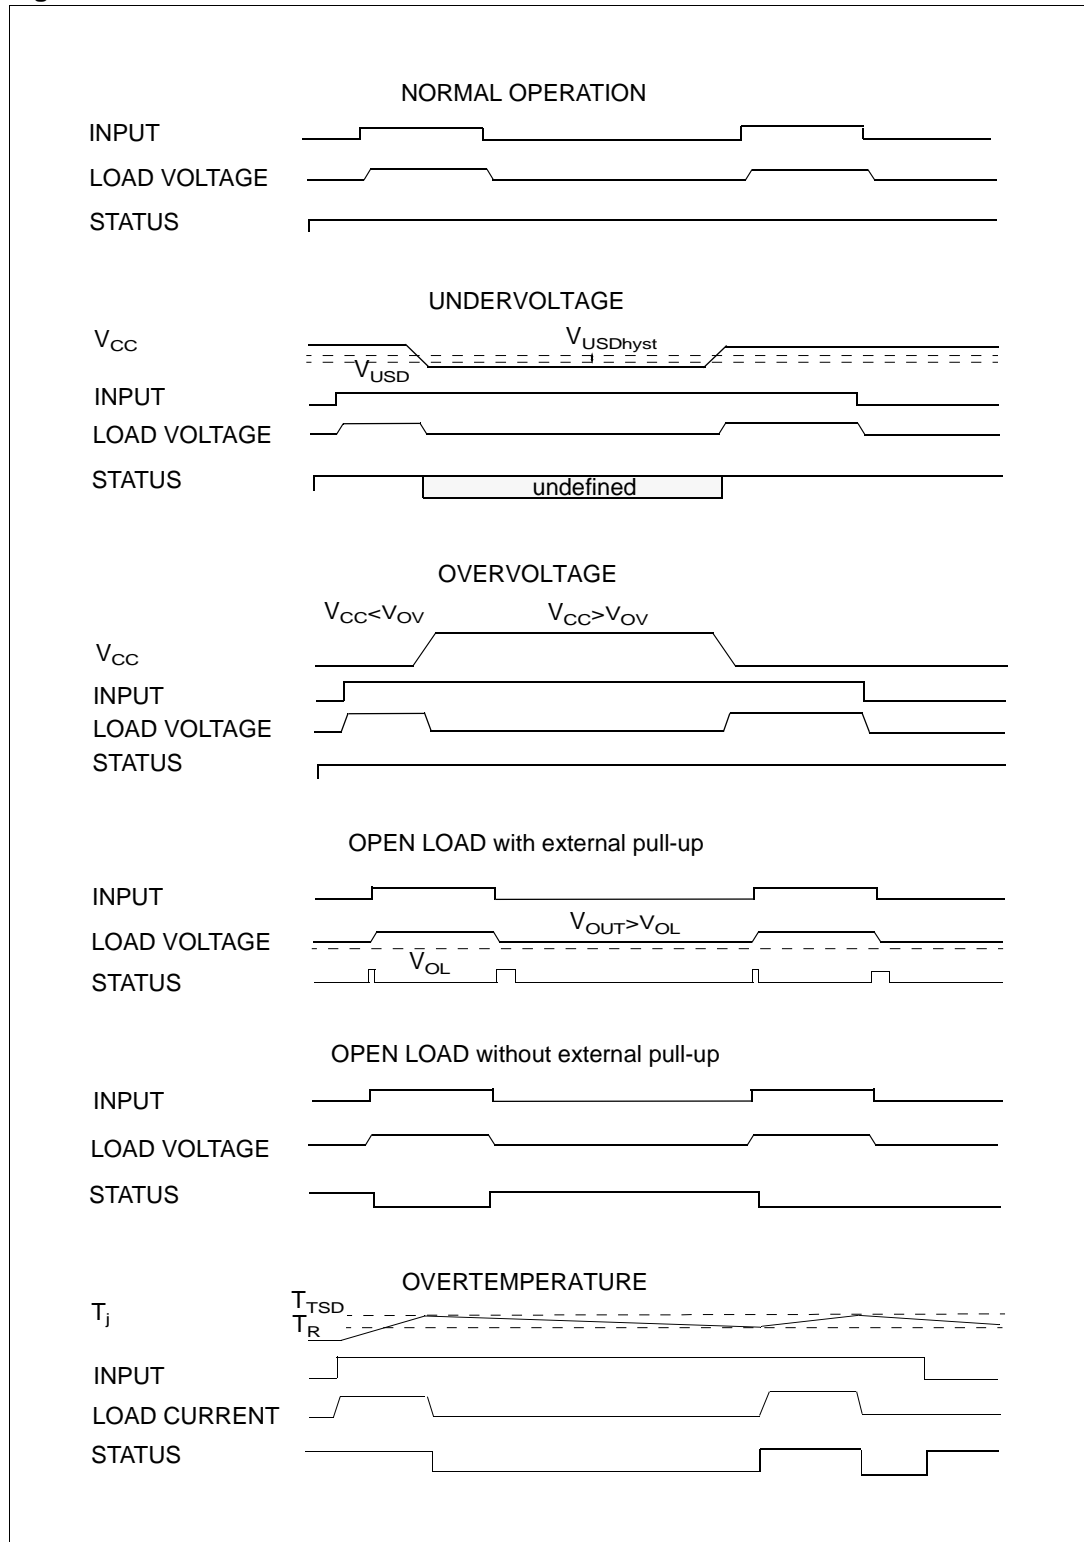 NORMAL OPERATION
INPUT
LOAD VOLTAGE
STATUS
UNDERVOLTAGE
VCC
VUSDhyst
VUSD
INPUT
LOAD VOLTAGE
STATUS
undefined
OVERVOLTAGE
VCC<VOV
VCC>VOV
VCC
INPUT
LOAD VOLTAGE
STATUS
OPEN LOAD with external pull-up
INPUT
VOUT>VOL
LOAD VOLTAGE
VOL
STATUS
OPEN LOAD without external pull-up
INPUT
LOAD VOLTAGE
STATUS
OVERTEMPERATURE
Tj
TTSD
TR
INPUT
LOAD CURRENT
STATUS